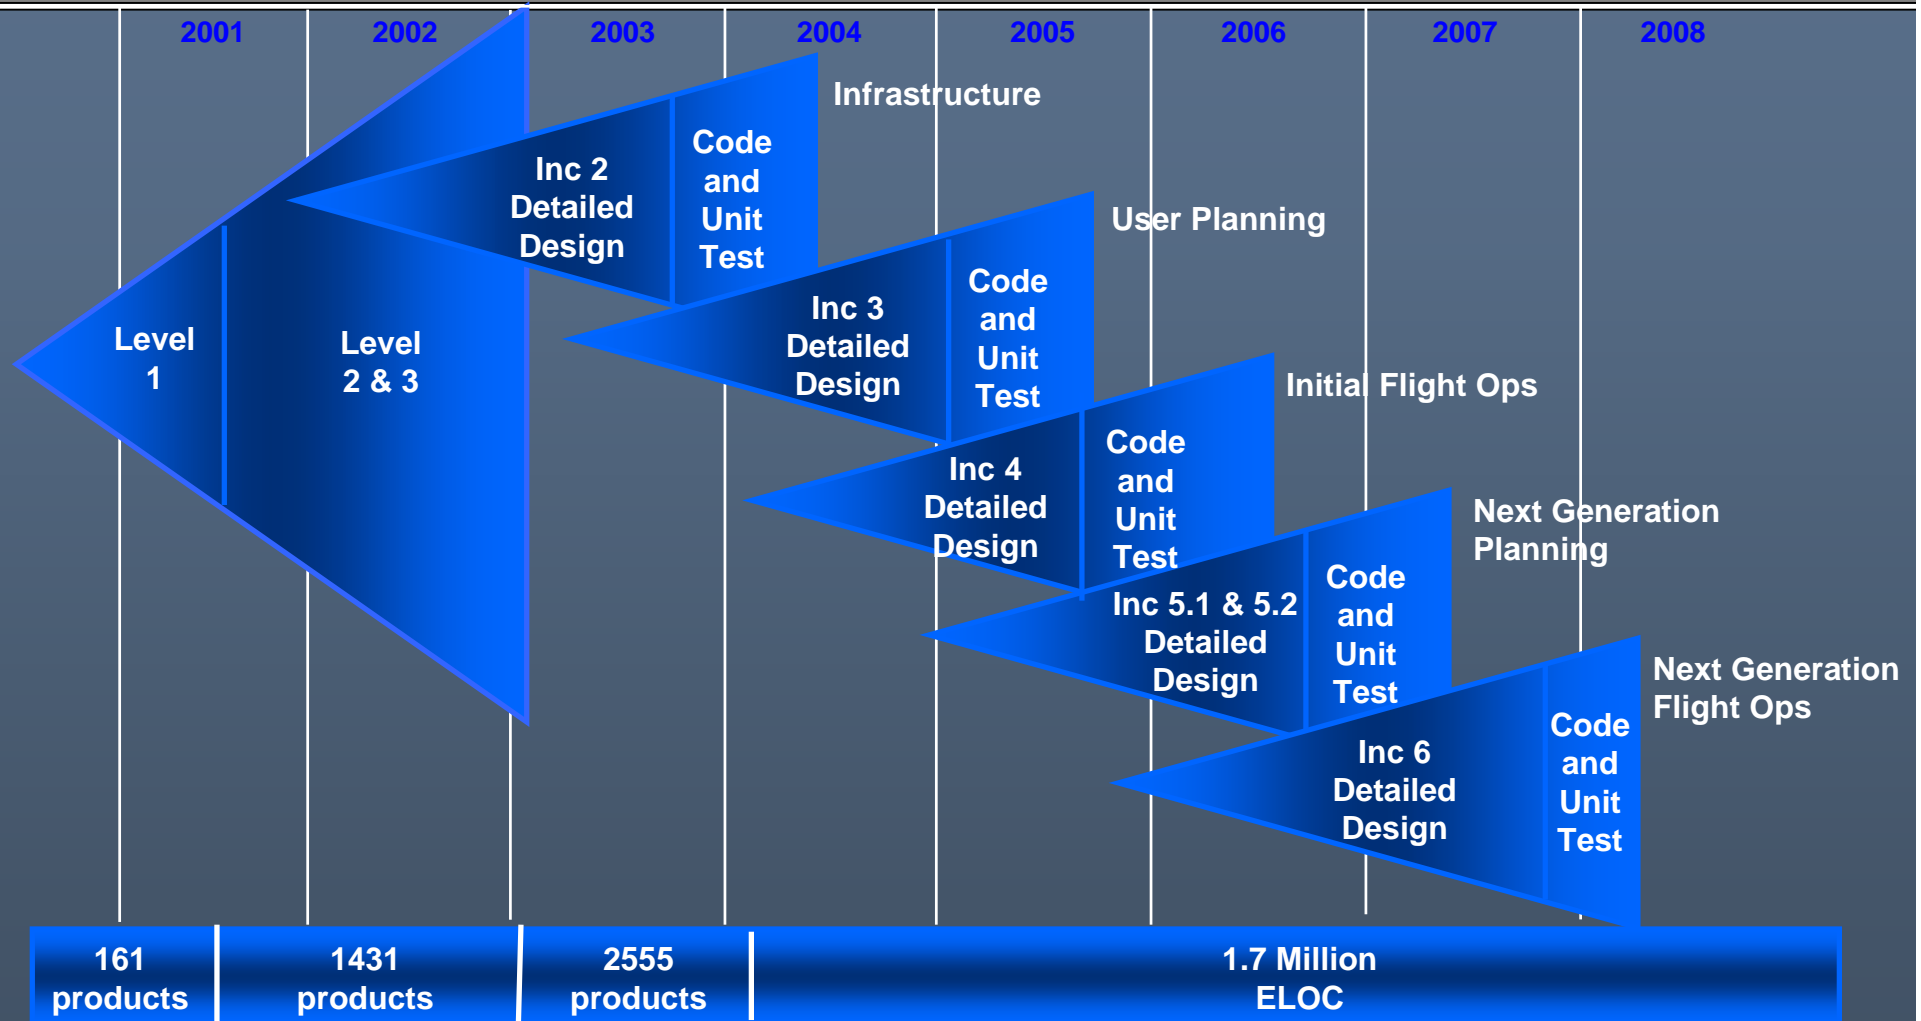 2001 2002 2003 2004 2005 2006 2007 2008
Infrastructure
Inc 2
Detailed
Design
Code
and
Unit
Test
User Planning
Inc 3
Detailed
Design
Code
and
Unit
Test
Level
1
Level
2 & 3
Initial Flight Ops
Inc 4
Detailed
Design
Code
and
Unit
Test
Next Generation
Planning
Inc 5.1 & 5.2
Detailed
Design
Code
and
Unit
Test
Next Generation
Flight Ops
Inc 6
Detailed
Design
Code
and
Unit
Test
161
products
1431
products
2555
products
1.7 Million
ELOC